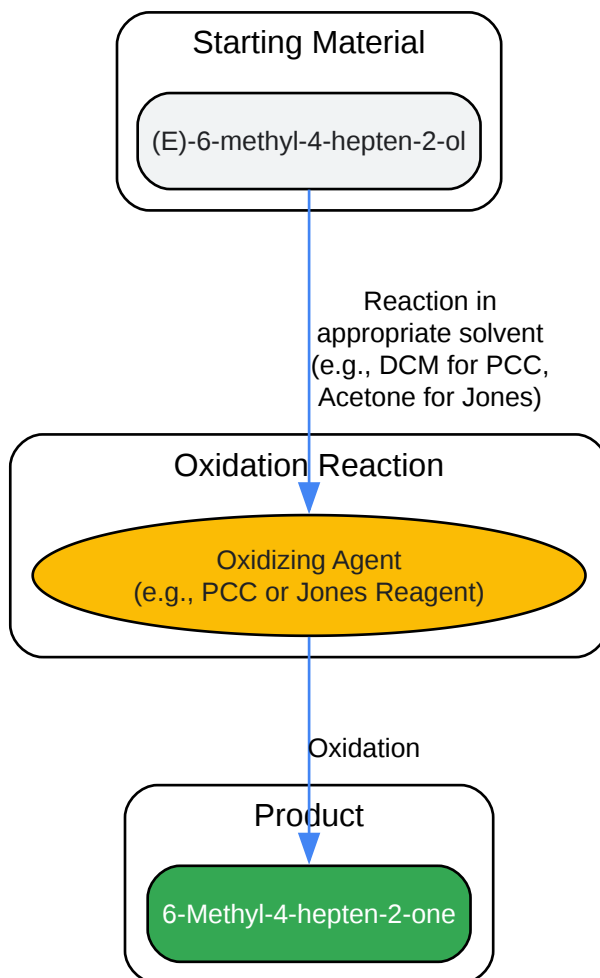 Starting Material
(E)-6-methyl-4-hepten-2-ol
Reaction in
appropriate solvent
(e.g., DCM for PCC,
Acetone for Jones)
Oxidation Reaction
Oxidizing Agent
(e.g., PCC or Jones Reagent)
Oxidation
Product
6-Methyl-4-hepten-2-one